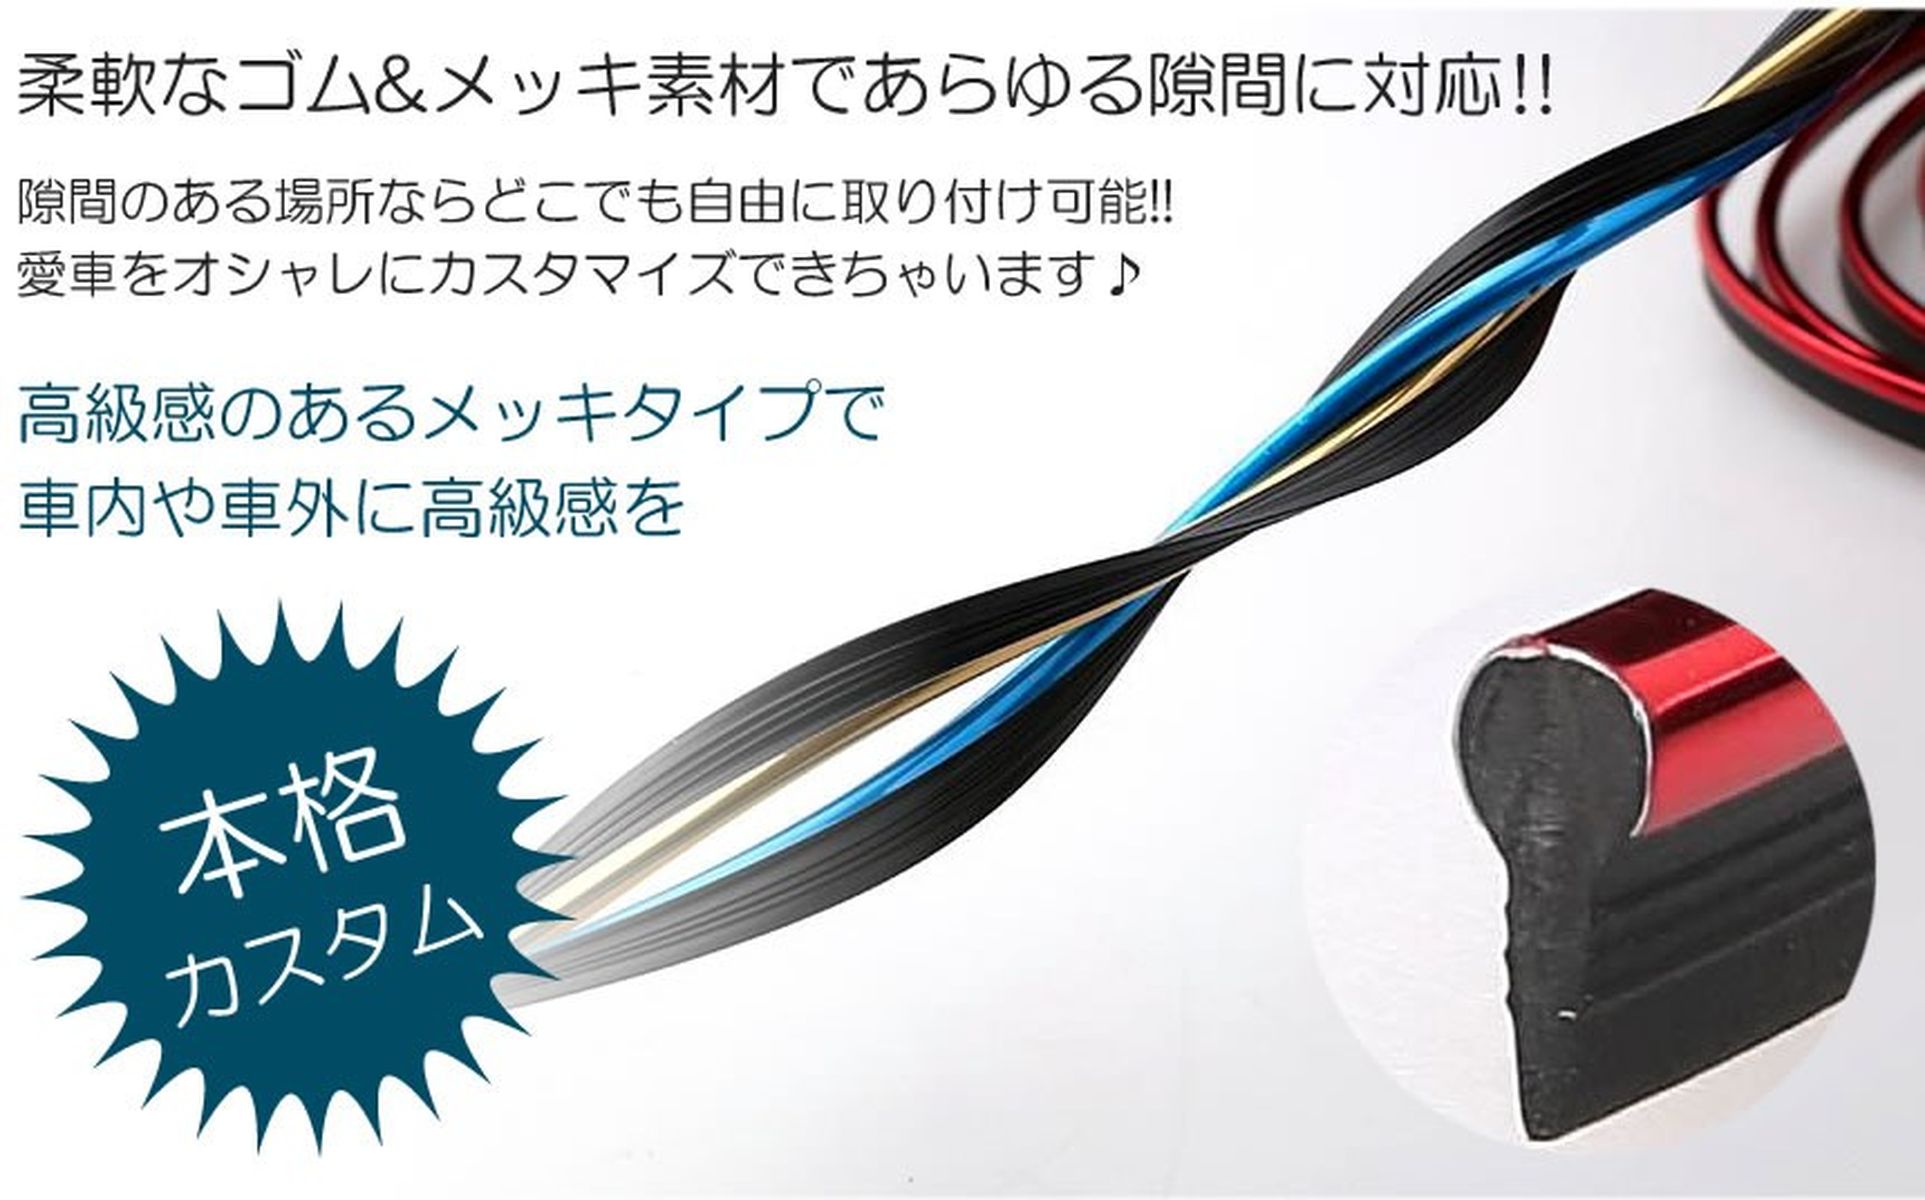 柔軟なゴム&メッキ素材であらゆる隙間に対応!!
隙間のある場所ならどこでも自由に取り付け可能!!
愛車をオシャレにカスタマイズできちゃいます♪
高級感のあるメッキタイプで
車内や車外に高級感を
本格
カスタム